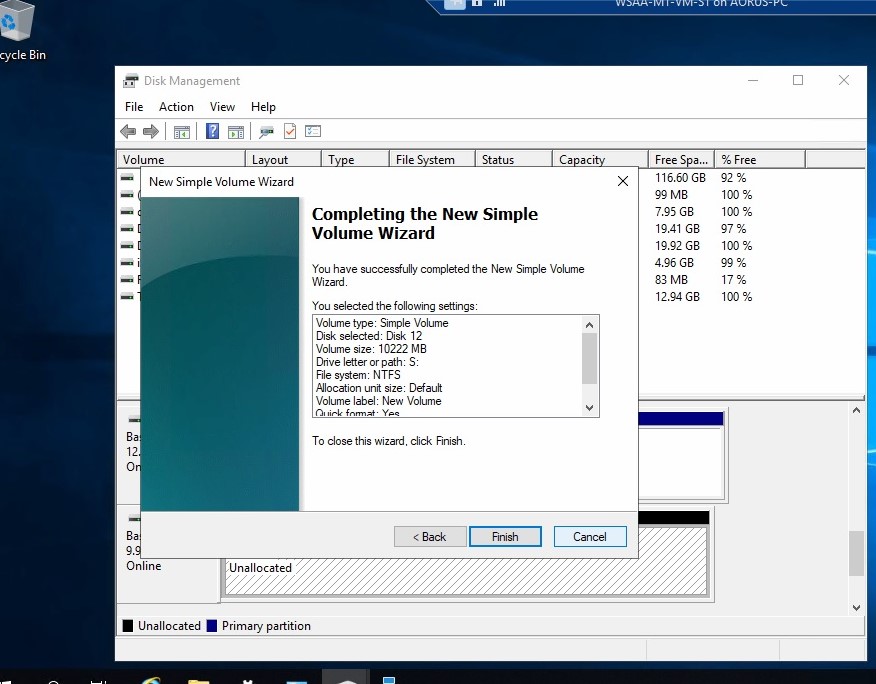 WSAA-MT-VM-S1 on AORUS-PC
cycle Bin
Disk Management
File Action View Help
Volume Layout Type File System Status Capacity Free Spa... % Free
116.60 GB 92 %
99 MB 100 %
7.95 GB 100 %
19.41 GB 97 %
19.92 GB 100 %
4.96 GB 99 %
83 MB 17 %
12.94 GB 100 %
New Simple Volume Wizard
Completing the New Simple
Volume Wizard
You have successfully completed the New Simple Volume
Wizard.
You selected the following settings:
Volume type: Simple Volume
Disk selected: Disk 12
Volume size: 10222 MB
Drive letter or path: S:
File system: NTFS
Allocation unit size: Default
Volume label: New Volume
Quick format: Yes
To close this wizard, click Finish.
< Back Finish Cancel
Ba
12.
On
Ba
9.9
Online
Unallocated
Unallocated Primary partition